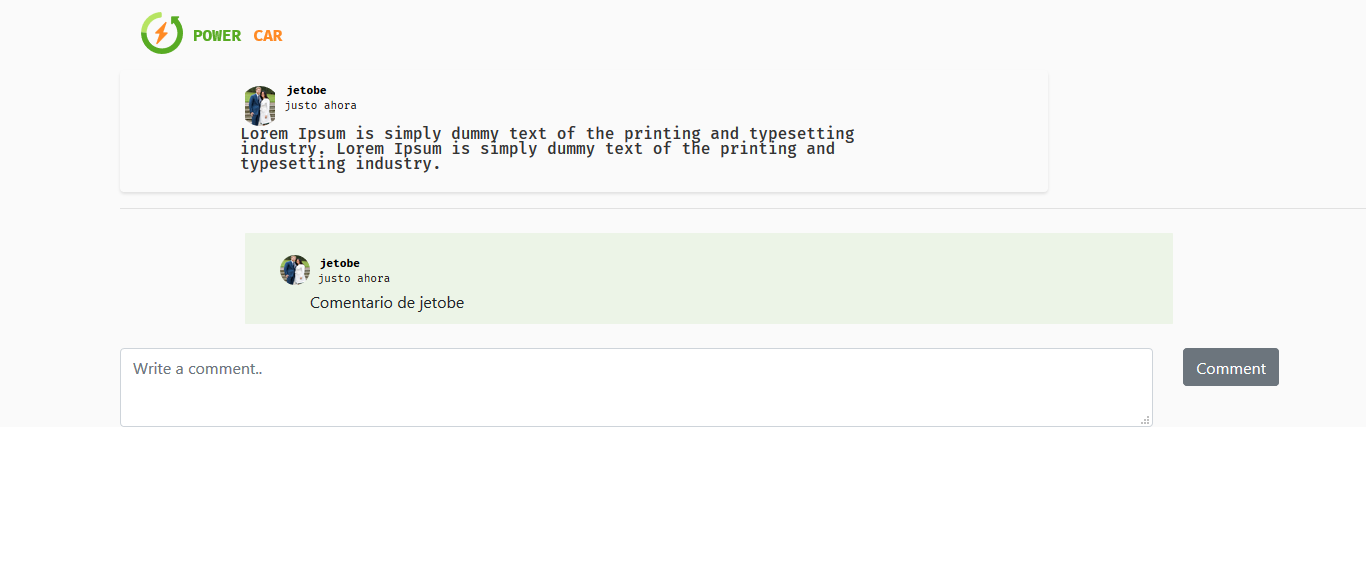 POWER CAR
jetobe
justo ahora
Lorem Ipsum is simply dummy text of the printing and typesetting
industry. Lorem Ipsum is simply dummy text of the printing and
typesetting industry.
jetobe
justo ahora
Comentario de jetobe
Write a comment..
Comment